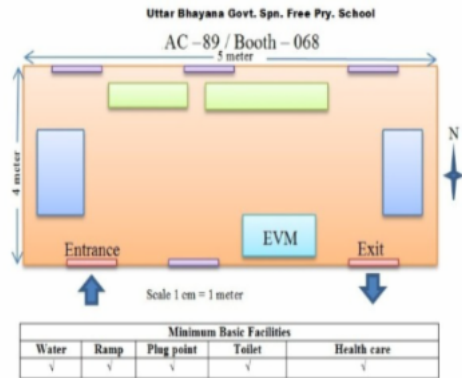 Uttar Bhayana Govt. Spn. Free Pry. School
AC –89 / Booth – 068
5 meter
4 meter
N
EVM
Entrance
Exit
Scale 1 cm = 1 meter
Minimum Basic Facilities
Water Ramp Plug point Toilet Health care
√ √ √ √ √